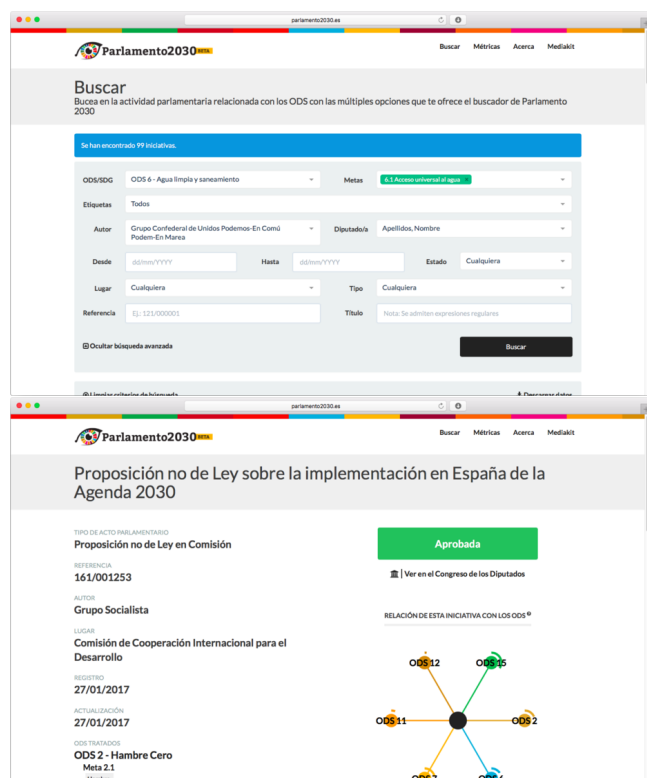 parlamento2030.es
Parlamento2030 BETA
Buscar Métricas Acerca Mediakit
Buscar
Bucea en la actividad parlamentaria relacionada con los ODS con las múltiples opciones que te ofrece el buscador de Parlamento
2030
Se han encontrado 99 iniciativas.
ODS/SDG ODS 6 - Agua limpia y saneamiento Metas 6.1 Acceso universal al agua
Etiquetas Todos
Autor Grupo Confederal de Unidos Podemos-En Comú Diputado/a Apellidos, Nombre
Podem-En Marea
Desde dd/mm/YYYY Hasta dd/mm/YYYY Estado Cualquiera
Lugar Cualquiera Tipo Cualquiera
Referencia Ej.: 121/000001 Título Nota: Se admiten expresiones regulares
Ocultar búsqueda avanzada Buscar
Limpiar criterios de búsqueda Descargar datos
parlamento2030.es
Parlamento2030 BETA
Buscar Métricas Acerca Mediakit
Proposición no de Ley sobre la implementación en España de la
Agenda 2030
TIPO DE ACTO PARLAMENTARIO
Proposición no de Ley en Comisión
Aprobada
REFERENCIA
161/001253
Ver en el Congreso de los Diputados
AUTOR
Grupo Socialista
RELACIÓN DE ESTA INICIATIVA CON LOS ODS
LUGAR
Comisión de Cooperación Internacional para el
Desarrollo
REGISTRO
27/01/2017
ACTUALIZACIÓN
27/01/2017
ODS TRATADOS
ODS 2 - Hambre Cero
Meta 2.1
ODS 12 ODS 15
ODS 11 ODS 2
ODS 7 ODS 6